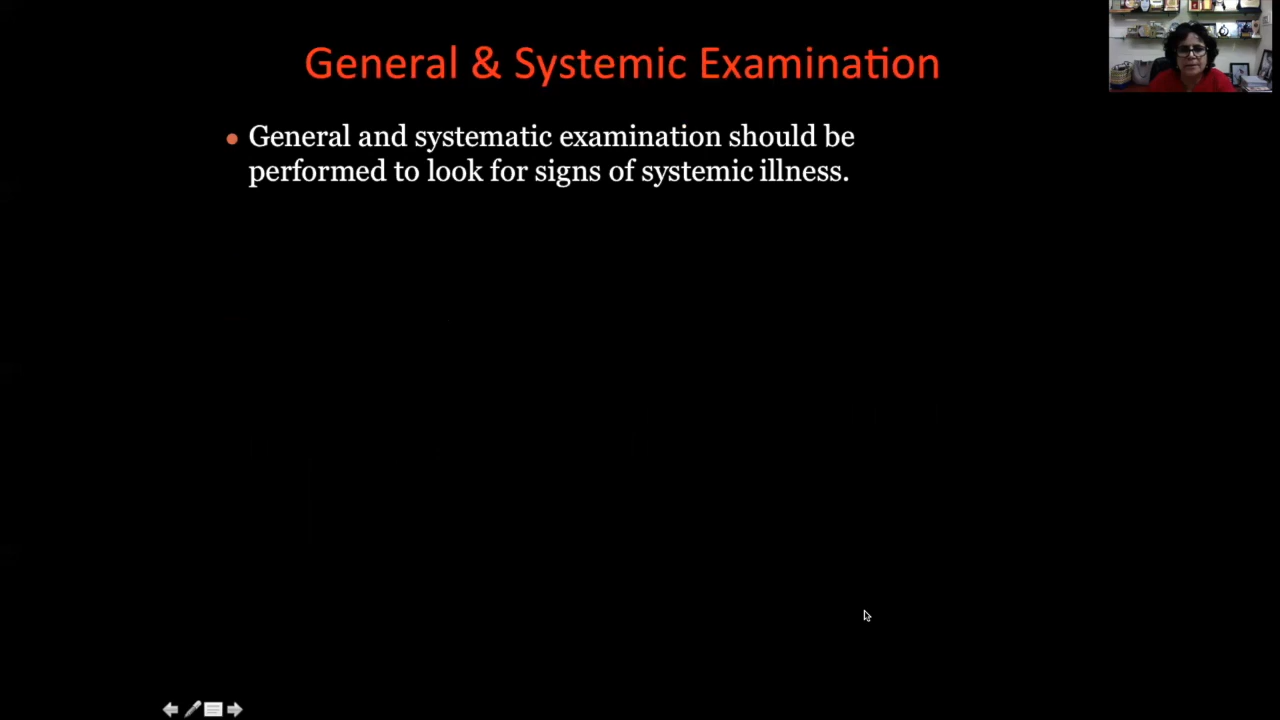 General & Systemic Examination
• General and systematic examination should be
performed to look for signs of systemic illness.